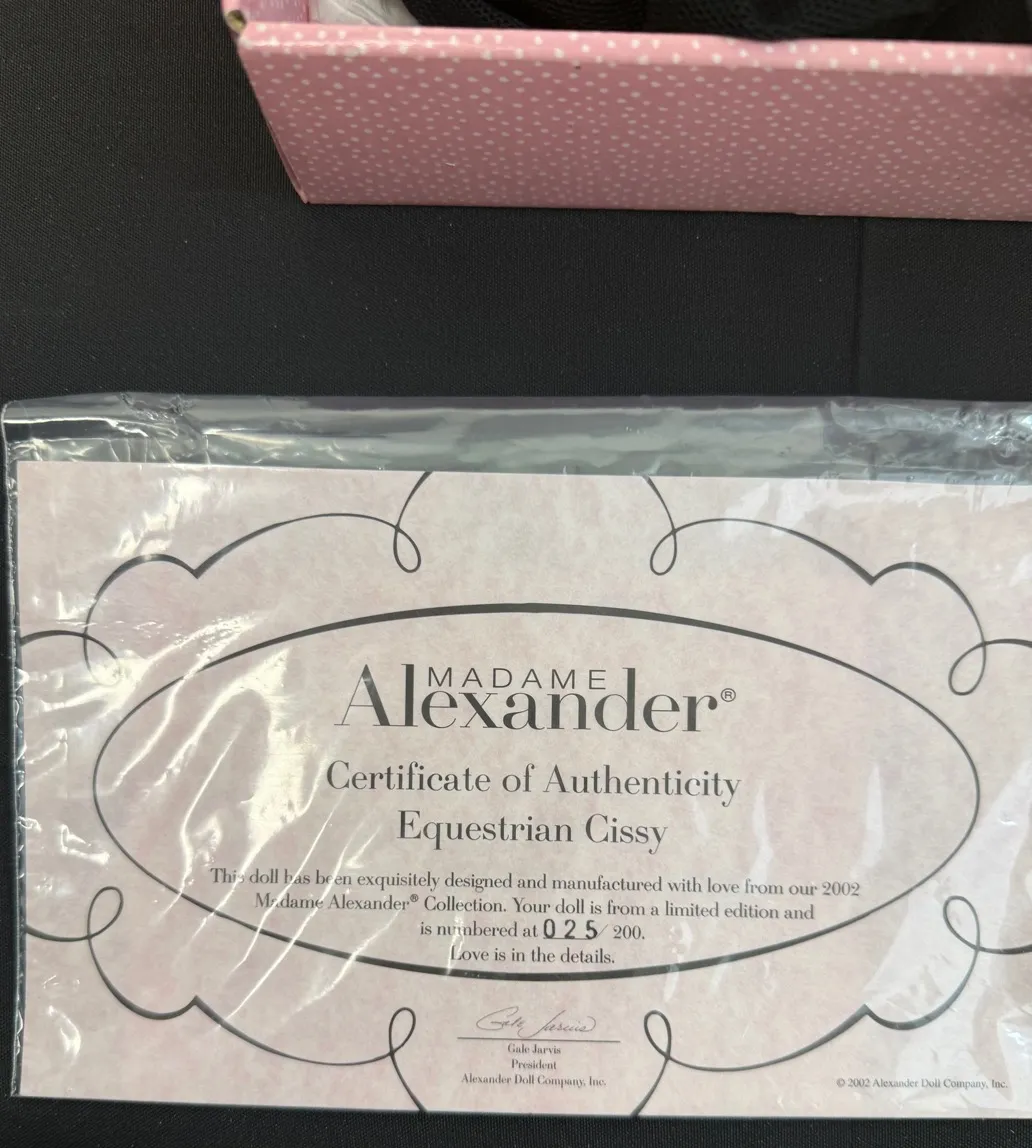 MADAME
Alexander®
Certificate of Authenticity
Equestrian Cissy
This doll has been exquisitely designed and manufactured with love from our 2002
Madame Alexander® Collection. Your doll is from a limited edition and
is numbered at 025/ 200.
Love is in the details.
Gale Jarvis
Gale Jarvis
President
Alexander Doll Company, Inc.
© 2002 Alexander Doll Company, Inc.